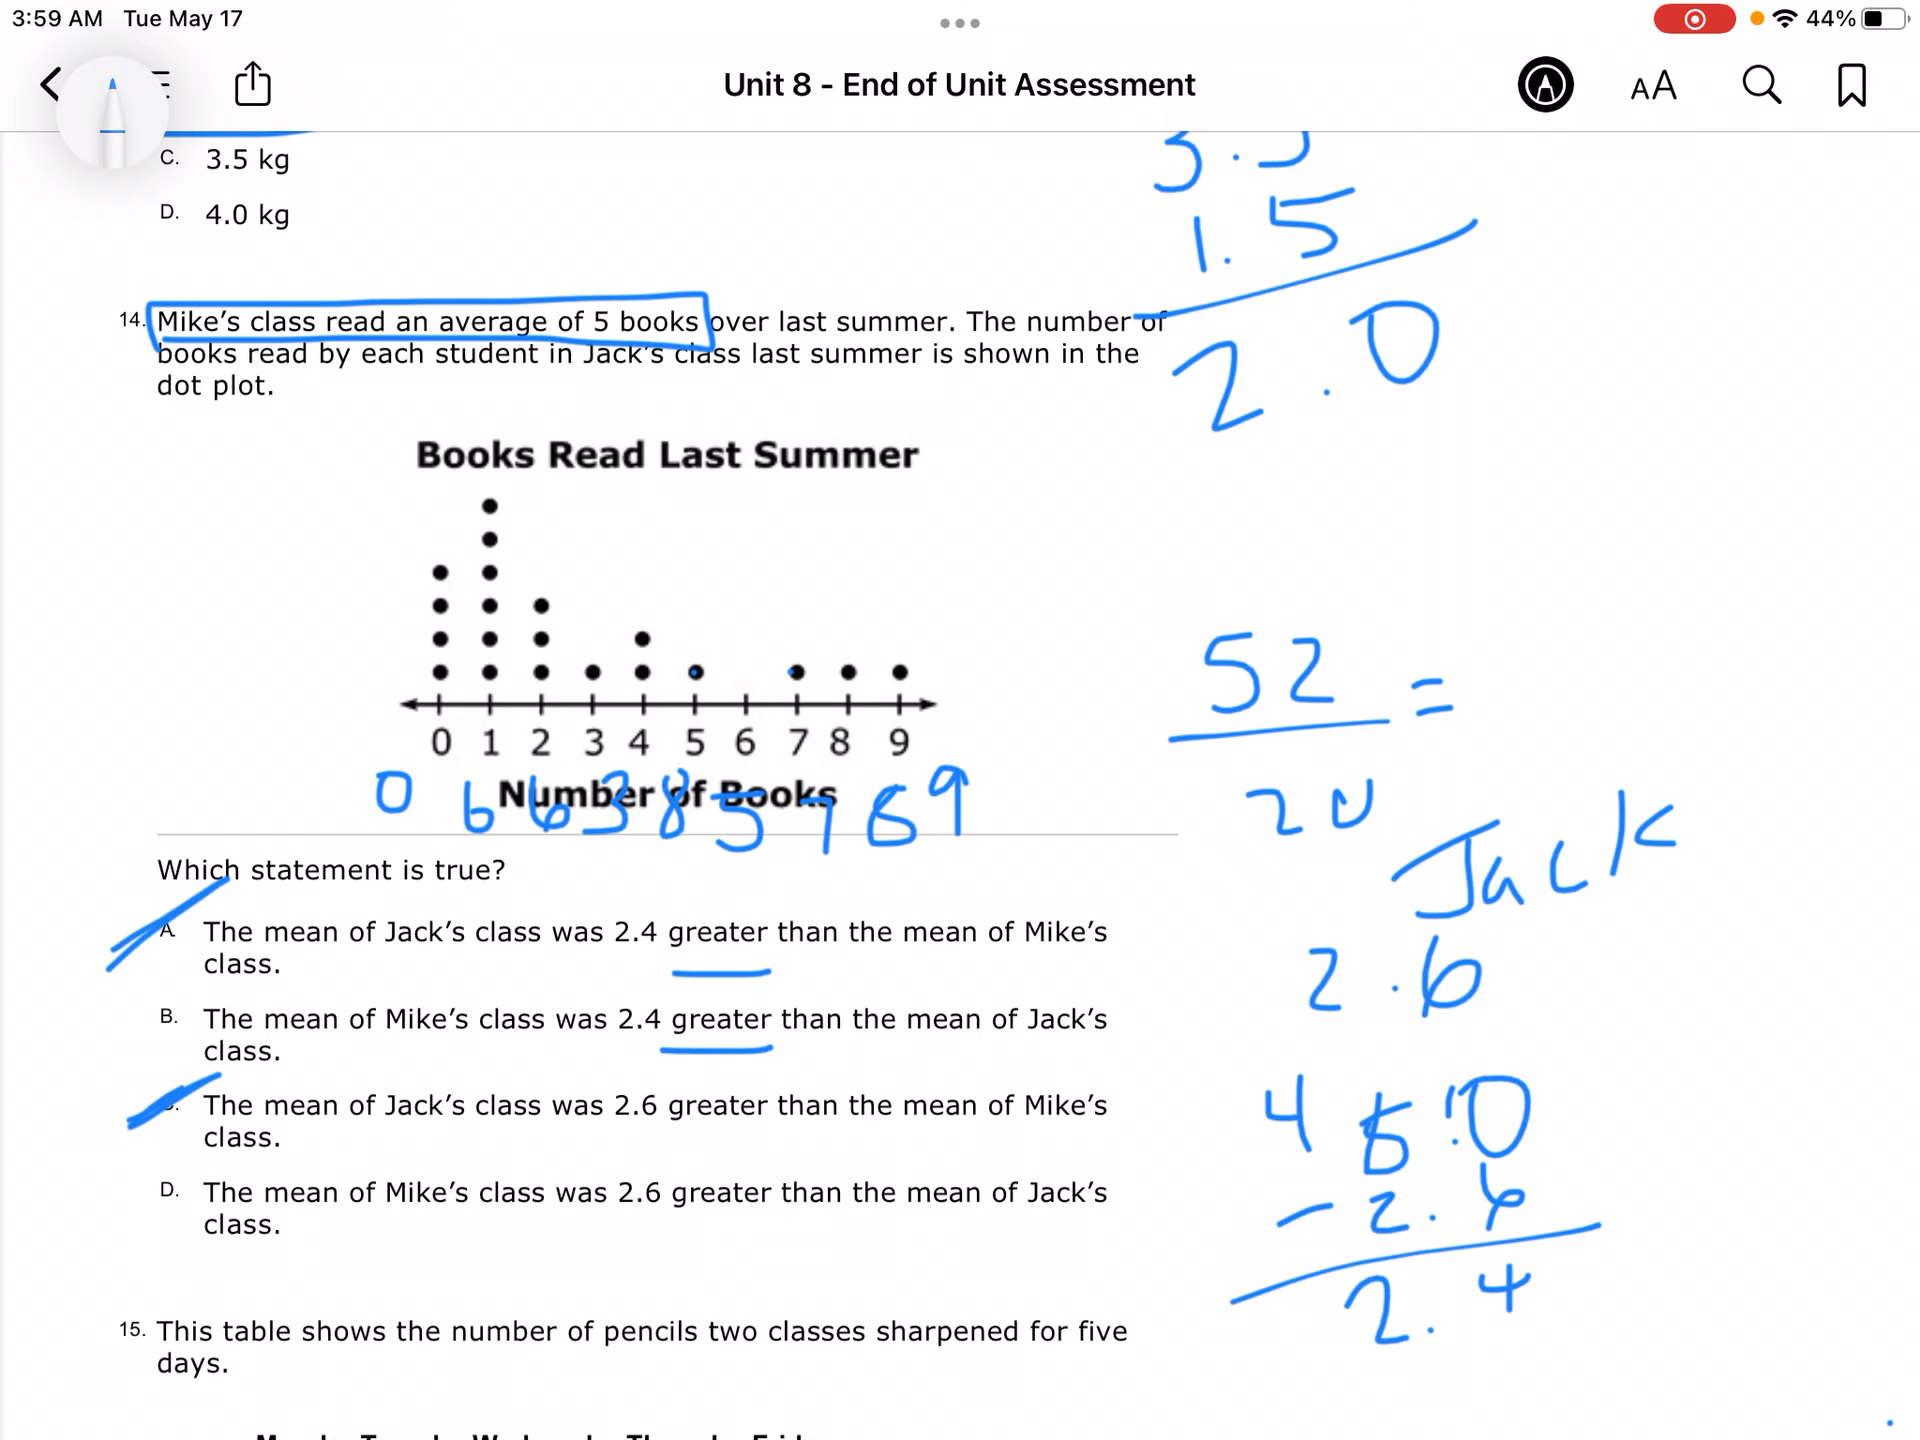 3:59 AM Tue May 17
44%
Unit 8 - End of Unit Assessment
AA
C. 3.5 kg
D. 4.0 kg
3.5
1.5
2.0
14. Mike's class read an average of 5 books over last summer. The number of
books read by each student in Jack's class last summer is shown in the
dot plot.
Books Read Last Summer
0 1 2 3 4 5 6 7 8 9
Number of Books
0 6 6 3 8 5 7 8 9
52 =
20
Jack
2.6
4 5.10
- 2.6
2.4
Which statement is true?
A. The mean of Jack's class was 2.4 greater than the mean of Mike's
class.
B. The mean of Mike's class was 2.4 greater than the mean of Jack's
class.
The mean of Jack's class was 2.6 greater than the mean of Mike's
class.
D. The mean of Mike's class was 2.6 greater than the mean of Jack's
class.
15. This table shows the number of pencils two classes sharpened for five
days.